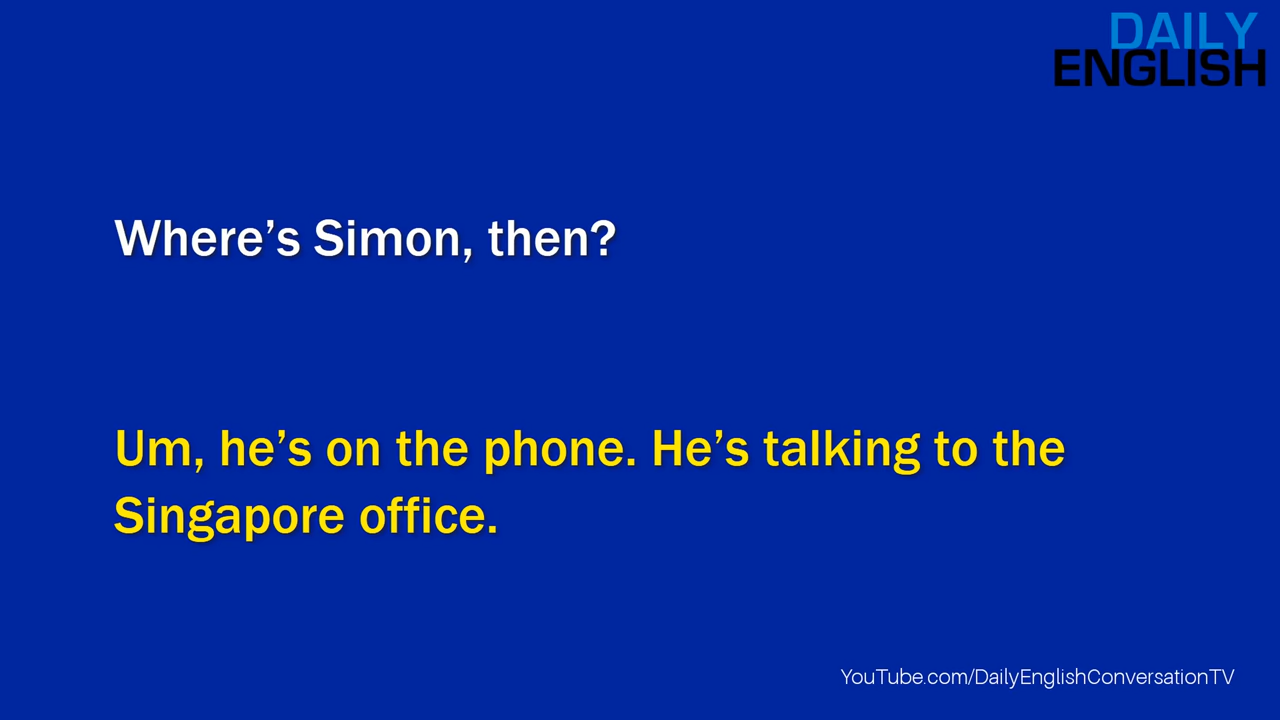 DAILY
ENGLISH
Where’s Simon, then?
Um, he’s on the phone. He’s talking to the
Singapore office.
YouTube.com/DailyEnglishConversationTV